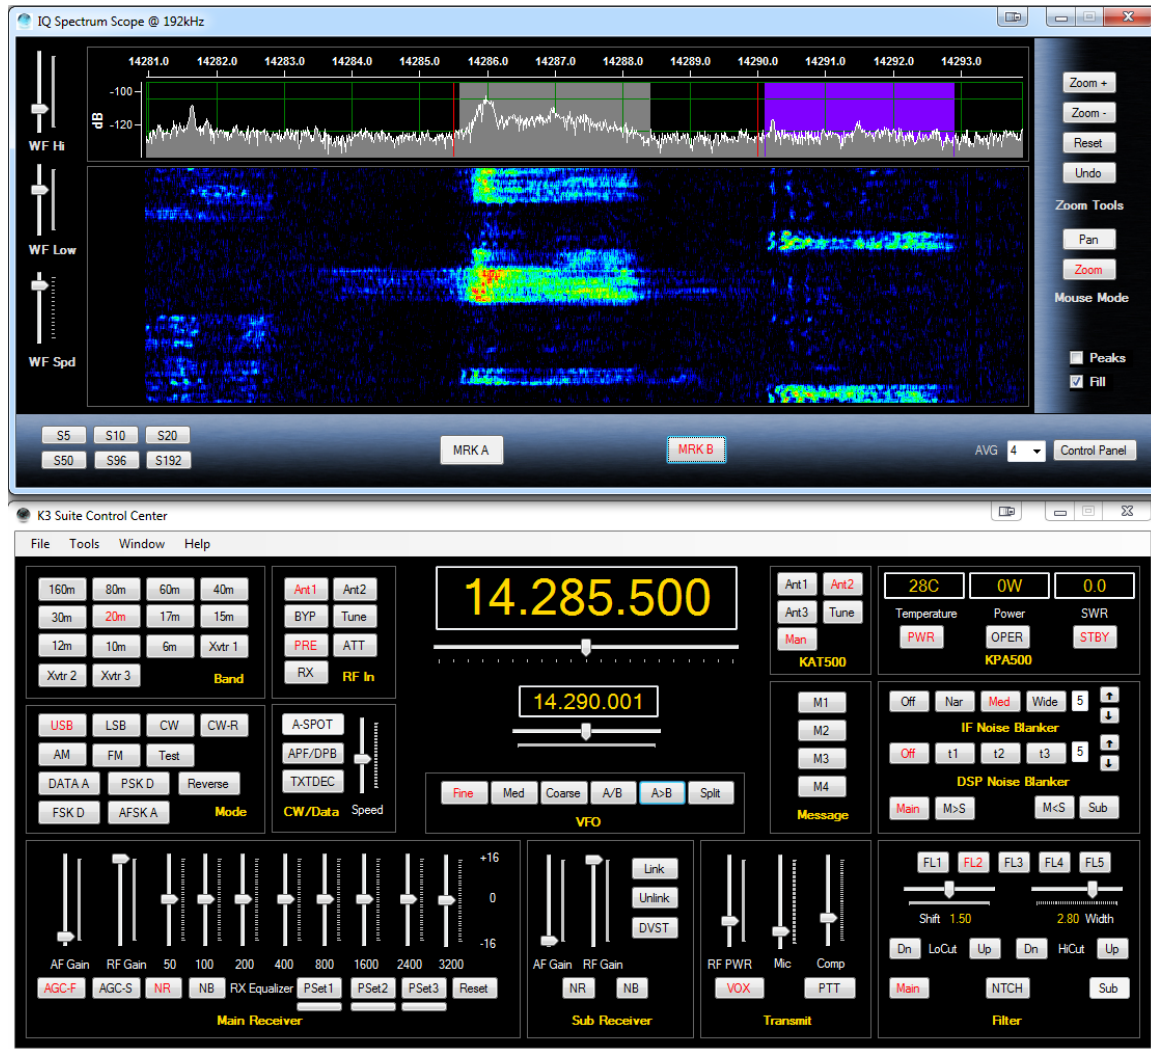 IQ Spectrum Scope @ 192kHz
14281.0 14282.0 14283.0 14284.0 14285.0 14286.0 14287.0 14288.0 14289.0 14290.0 14291.0 14292.0 14293.0
-100
dB
-120
WF Hi
WF Low
WF Spd
Zoom +
Zoom -
Reset
Undo
Zoom Tools
Pan
Zoom
Mouse Mode
Peaks
Fill
S5 S10 S20
S50 S96 S192
MRK A
MRK B
AVG 4 Control Panel
K3 Suite Control Center
File Tools Window Help
160m 80m 60m 40m
30m 20m 17m 15m
12m 10m 6m Xvtr 1
Xvtr 2 Xvtr 3 Band
Ant1 Ant2
BYP Tune
PRE ATT
RX RF In
14.285.500
14.290.001
Ant1 Ant2
Ant3 Tune
Man
KAT500
28C 0W 0.0
Temperature Power SWR
PWR OPER STBY
KPA500
USB LSB CW CW-R
AM FM Test
DATA A PSK D Reverse
FSK D AFSK A Mode
A-SPOT
APF/DPB
TXTDEC
CW/Data Speed
Fine Med Coarse A/B A>B Split
VFO
M1
M2
M3
M4
Message
Off Nar Med Wide 5
IF Noise Blanker
Off t1 t2 t3 5
DSP Noise Blanker
Main M>S M<S Sub
+16
0
-16
AF Gain RF Gain 50 100 200 400 800 1600 2400 3200
AGC-F AGC-S NR NB RX Equalizer PSet1 PSet2 PSet3 Reset
Main Receiver
Link
Unlink
DVST
AF Gain RF Gain
NR NB
Sub Receiver
RF PWR Mic Comp
VOX PTT
Transmit
FL1 FL2 FL3 FL4 FL5
Shift 1.50 2.80 Width
Dn LoCut Up Dn HiCut Up
Main NTCH Sub
Filter